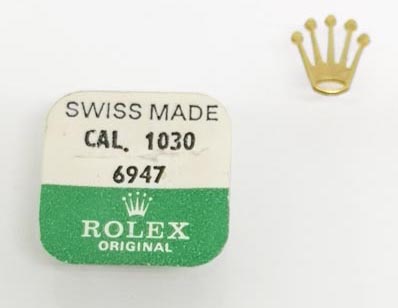 SWISS MADE
CAL. 1030
6947
ROLEX
ORIGINAL